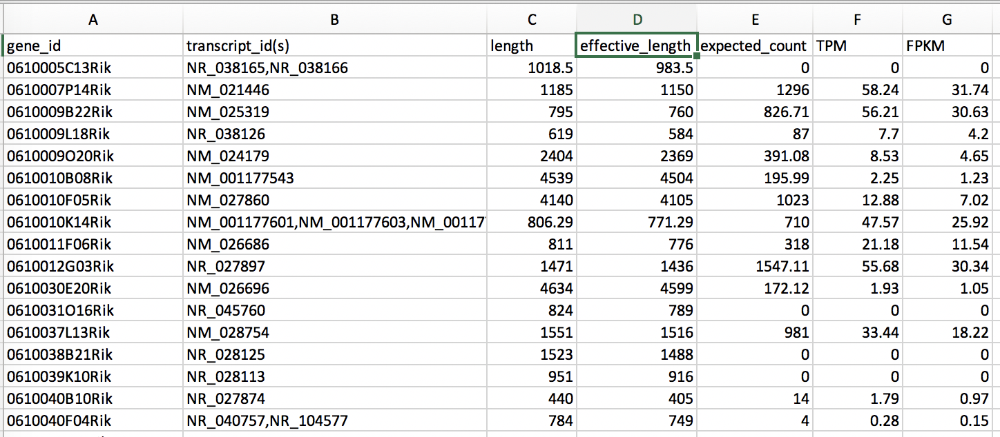 A B C D E F G
gene_id transcript_id(s) length effective_length expected_count TPM FPKM
0610005C13Rik NR_038165,NR_038166 1018.5 983.5 0 0 0
0610007P14Rik NM_021446 1185 1150 1296 58.24 31.74
0610009B22Rik NM_025319 795 760 826.71 56.21 30.63
0610009L18Rik NR_038126 619 584 87 7.7 4.2
0610009O20Rik NM_024179 2404 2369 391.08 8.53 4.65
0610010B08Rik NM_001177543 4539 4504 195.99 2.25 1.23
0610010F05Rik NM_027860 4140 4105 1023 12.88 7.02
0610010K14Rik NM_001177601,NM_001177603,NM_00117 806.29 771.29 710 47.57 25.92
0610011F06Rik NM_026686 811 776 318 21.18 11.54
0610012G03Rik NR_027897 1471 1436 1547.11 55.68 30.34
0610030E20Rik NM_026696 4634 4599 172.12 1.93 1.05
0610031O16Rik NR_045760 824 789 0 0 0
0610037L13Rik NM_028754 1551 1516 981 33.44 18.22
0610038B21Rik NR_028125 1523 1488 0 0 0
0610039K10Rik NR_028113 951 916 0 0 0
0610040B10Rik NR_027874 440 405 14 1.79 0.97
0610040F04Rik NR_040757,NR_104577 784 749 4 0.28 0.15